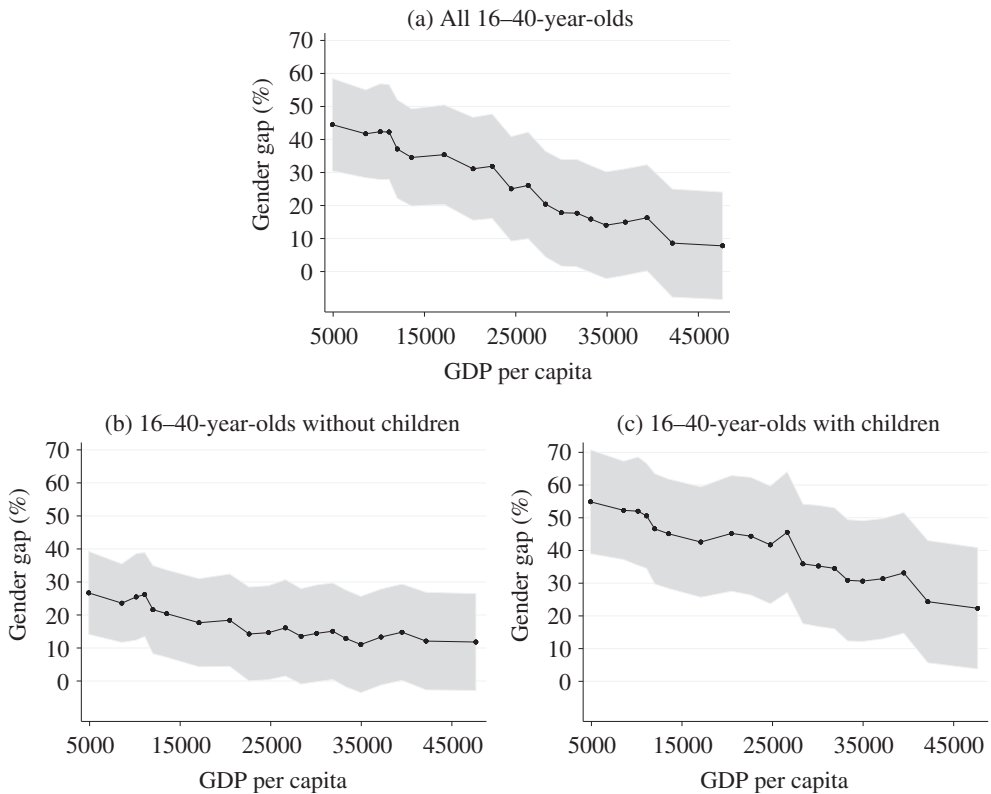 (a) All 16–40-year-olds
70
60
50
40
30
20
10
0
Gender gap (%)
5000 15000 25000 35000 45000
GDP per capita
(b) 16–40-year-olds without children
70
60
50
40
30
20
10
0
Gender gap (%)
5000 15000 25000 35000 45000
GDP per capita
(c) 16–40-year-olds with children
70
60
50
40
30
20
10
0
Gender gap (%)
5000 15000 25000 35000 45000
GDP per capita